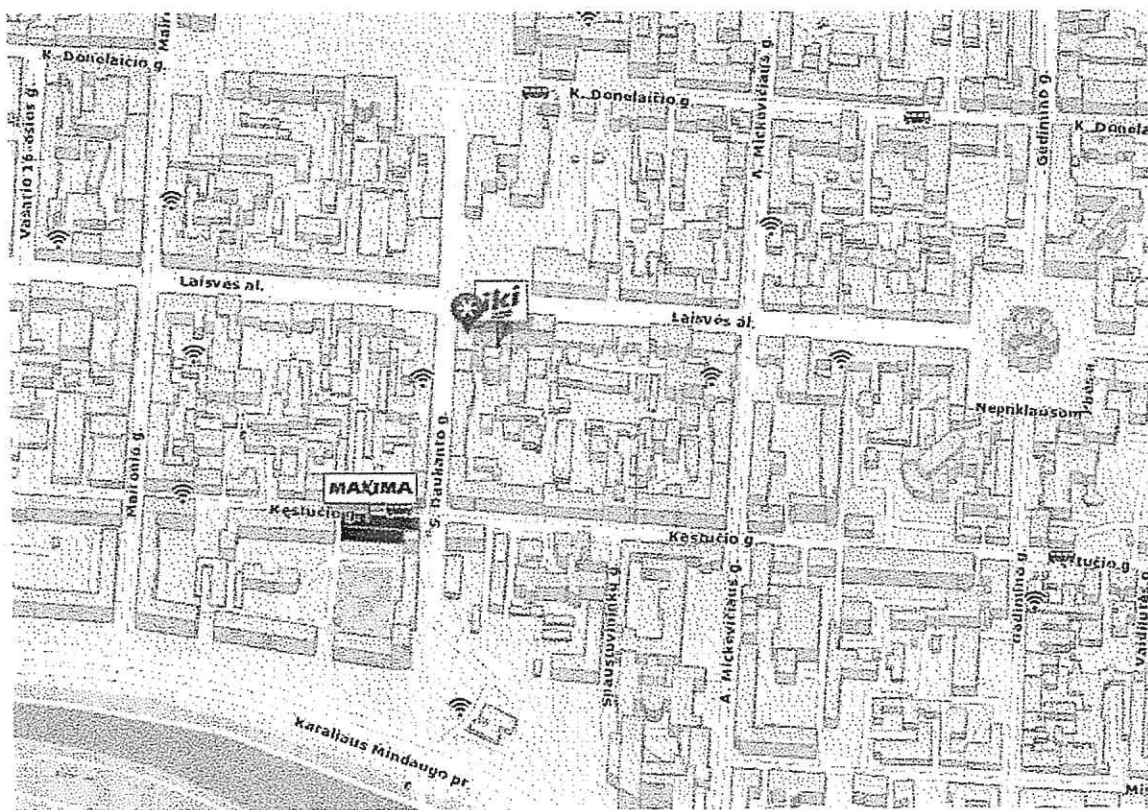 K. Donelaičio g.
Vasario 16-osios g.
K. Donelaičio g.
A. Mickevičiaus g.
Gedimino g.
K. Donela
Laisvės al.
iki
Laisvės al.
Maironio g.
S. Daukanto g.
MAXIMA
Kęstučio g.
Kęstučio g.
Kęstučio g.
A. Mickevičiaus g.
Gedimino g.
Karaliaus Mindaugo pr.